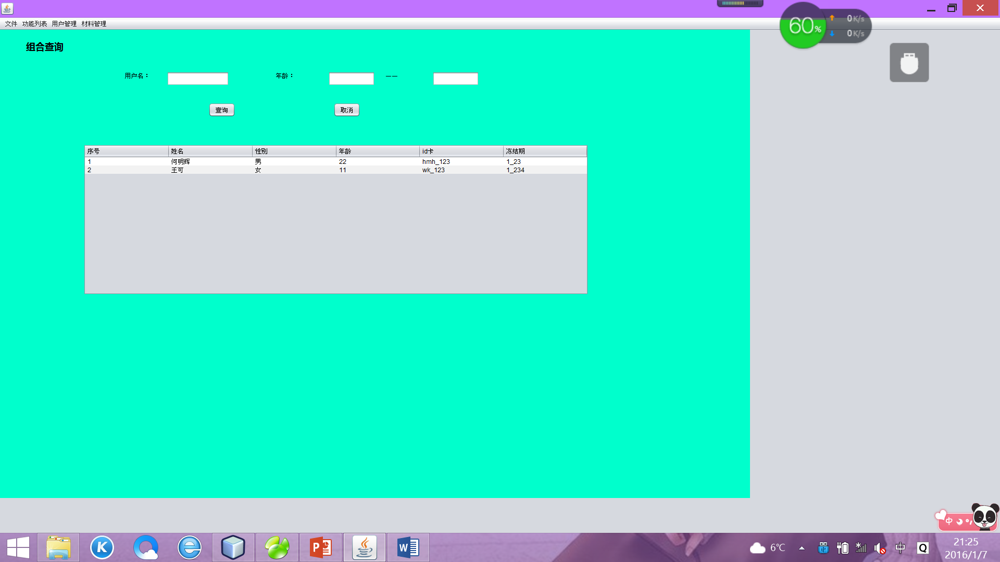 文件 功能列表 用户管理 材料管理
60%
0K/s
0K/s
组合查询
用户名： 年龄： ——
查询 取消
序号 姓名 性别 年龄 id卡 冻结期
1 何明辉 男 22 hmh_123 1_23
2 王可 女 11 wk_123 1_234
中
6℃ 中 Q 21:25
2016/1/7